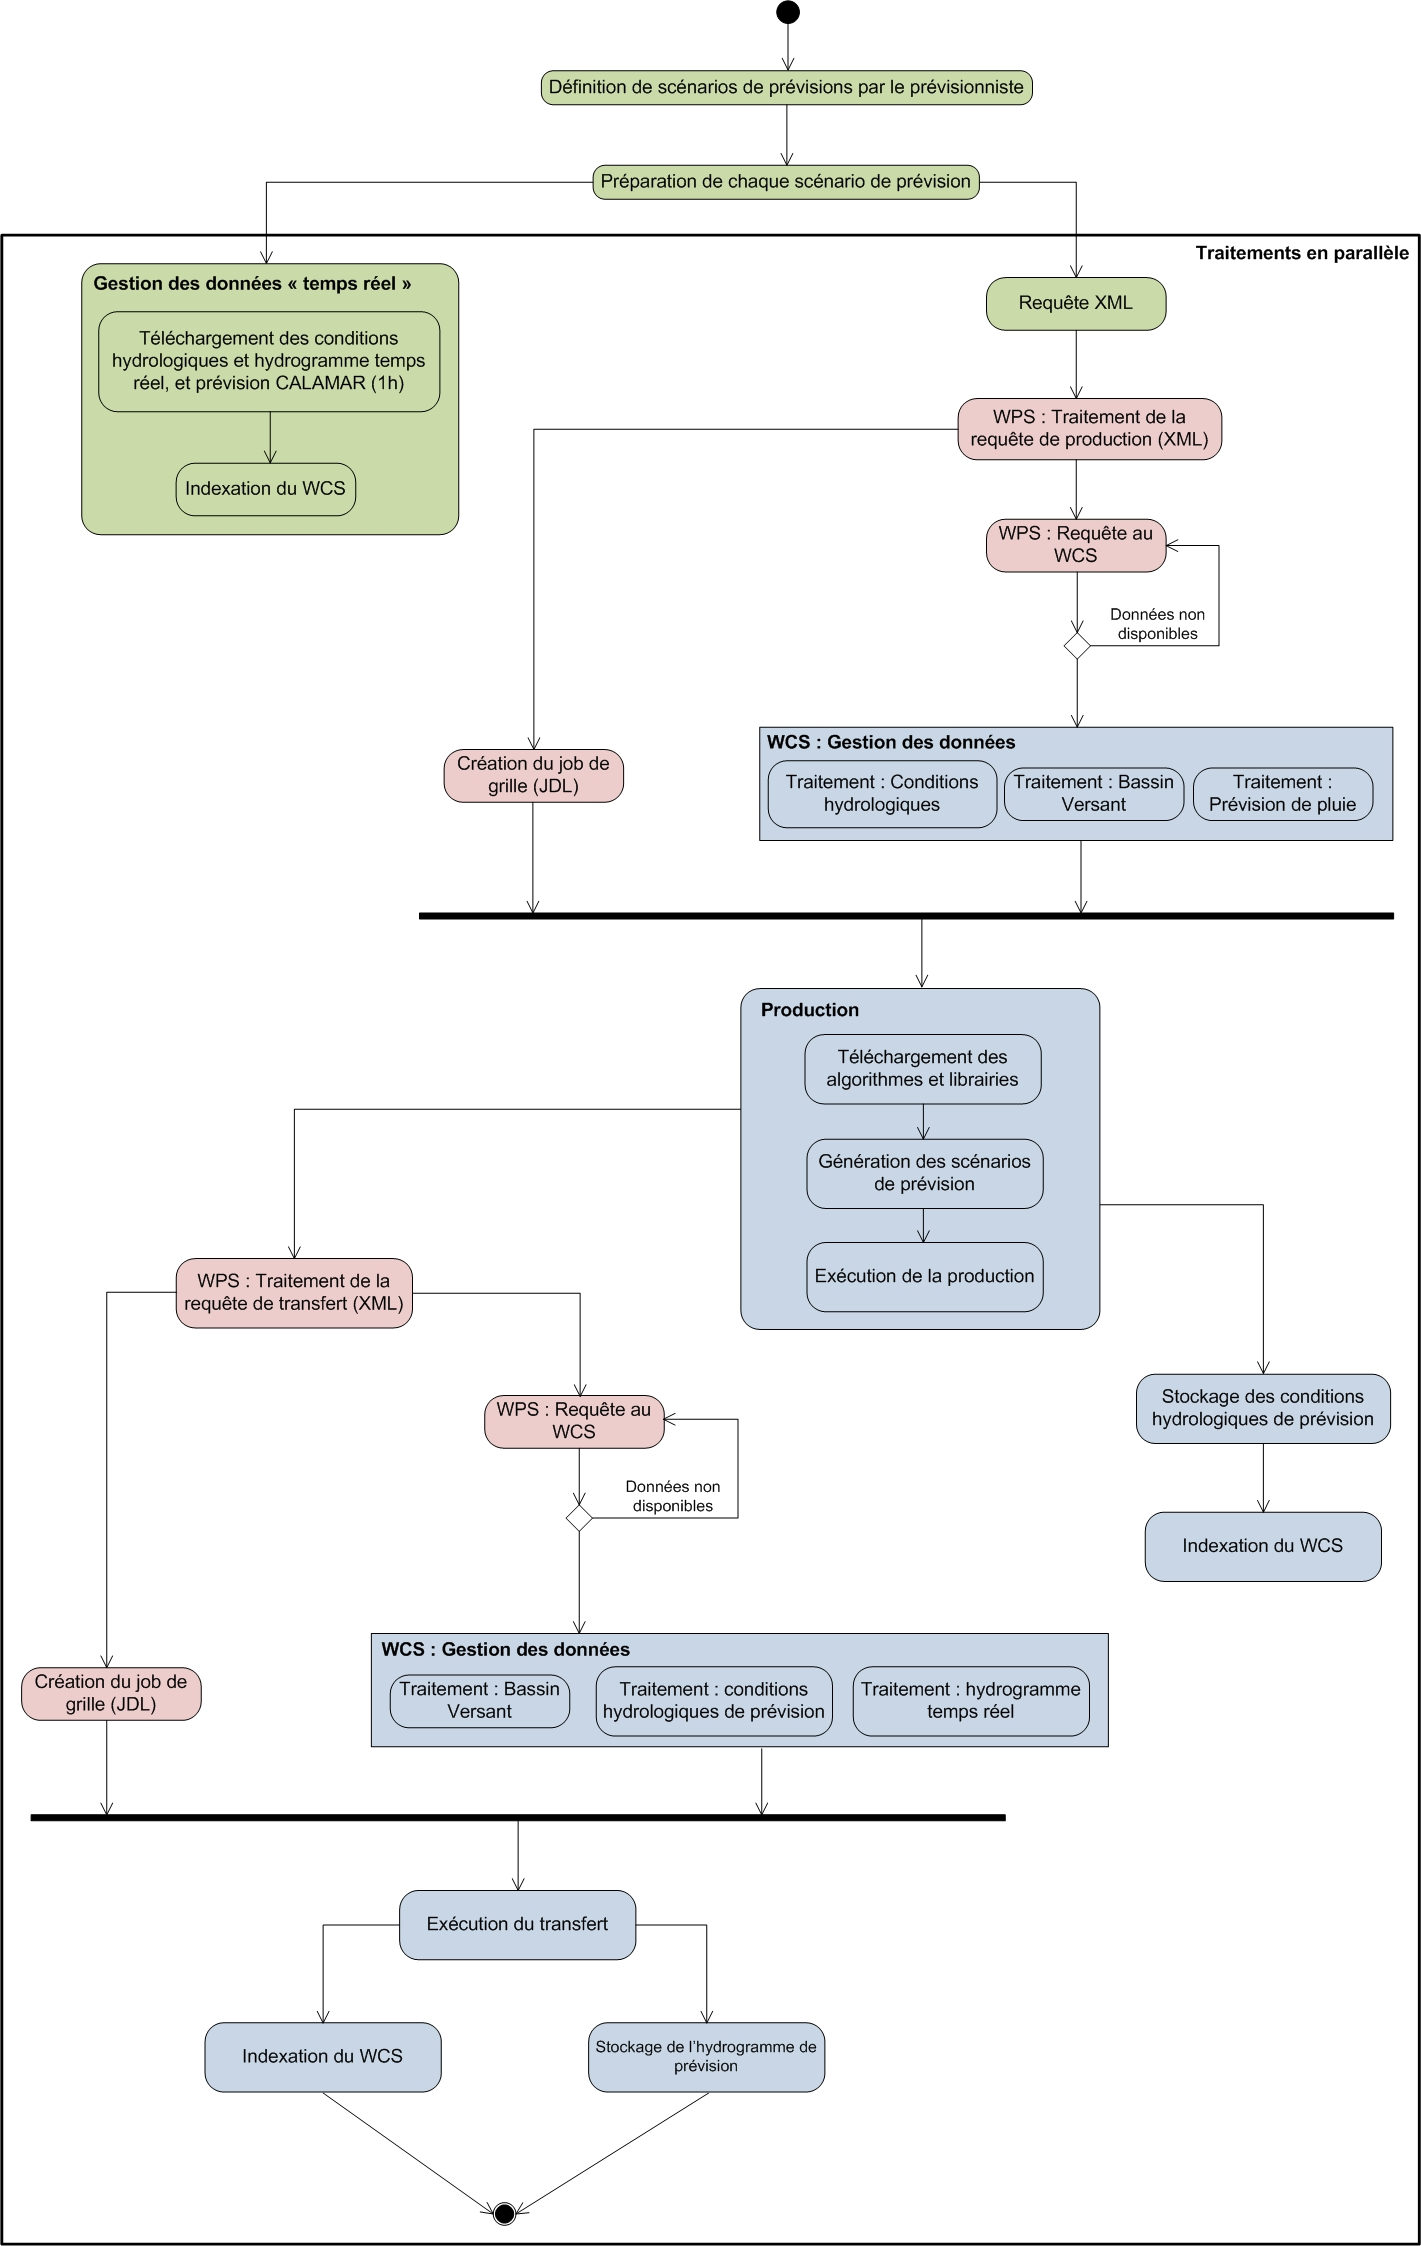 Définition de scénarios de prévisions par le prévisionniste
Préparation de chaque scénario de prévision
Traitements en parallèle
Gestion des données « temps réel »
Téléchargement des conditions
hydrologiques et hydrogramme temps
réel, et prévision CALAMAR (1h)
Indexation du WCS
Requête XML
WPS : Traitement de la
requête de production (XML)
WPS : Requête au
WCS
Données non
disponibles
Création du job de
grille (JDL)
WCS : Gestion des données
Traitement : Conditions
hydrologiques
Traitement : Bassin
Versant
Traitement :
Prévision de pluie
Production
Téléchargement des
algorithmes et librairies
Génération des scénarios
de prévision
Exécution de la production
WPS : Traitement de la
requête de transfert (XML)
WPS : Requête au
WCS
Données non
disponibles
Stockage des conditions
hydrologiques de prévision
Indexation du WCS
Création du job de
grille (JDL)
WCS : Gestion des données
Traitement : Bassin
Versant
Traitement : conditions
hydrologiques de prévision
Traitement : hydrogramme
temps réel
Exécution du transfert
Indexation du WCS
Stockage de l'hydrogramme de
prévision